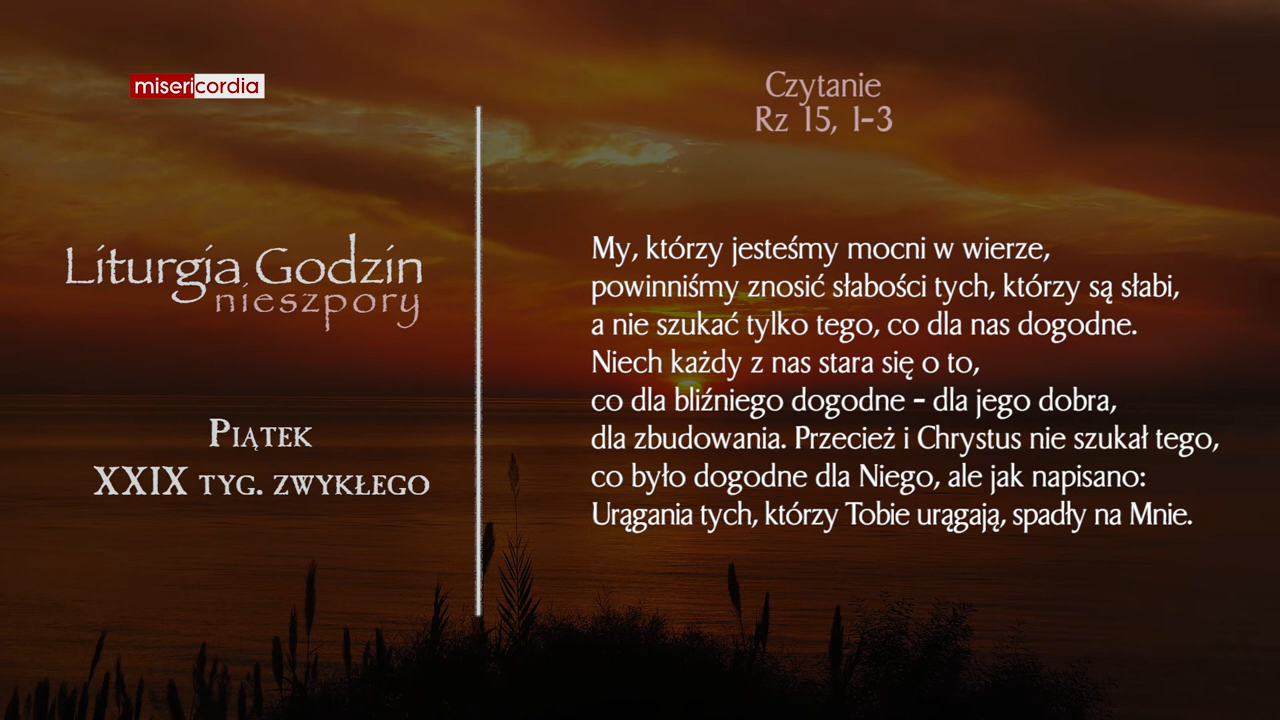 misericordia
Liturgia Godzin
nieszpory
Piątek
XXIX tyg. zwykłego
Czytanie
Rz 15, 1-3
My, którzy jesteśmy mocni w wierze,
powinniśmy znosić słabości tych, którzy są słabi,
a nie szukać tylko tego, co dla nas dogodne.
Niech każdy z nas stara się o to,
co dla bliźniego dogodne - dla jego dobra,
dla zbudowania. Przecież i Chrystus nie szukał tego,
co było dogodne dla Niego, ale jak napisano:
Urągania tych, którzy Tobie urągają, spadły na Mnie.